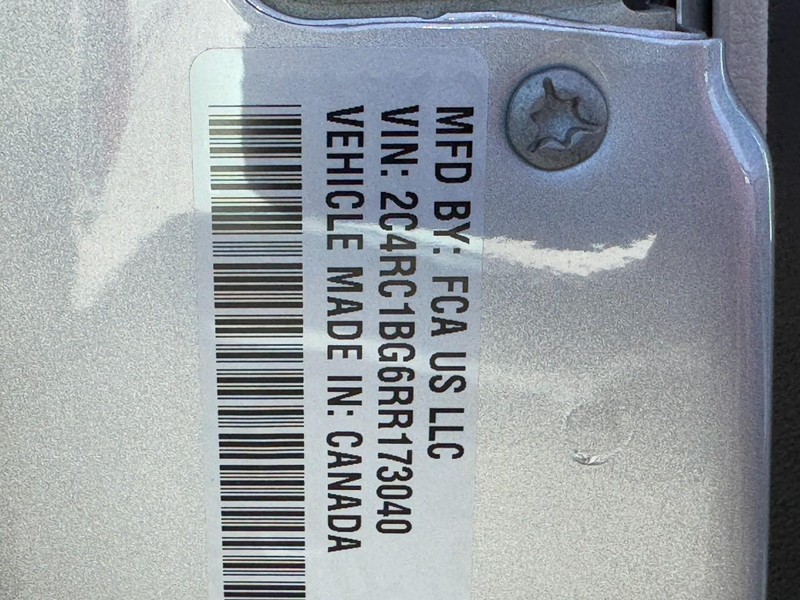 MFD BY: FCA US LLC
VIN: 2C4RC1BG6RR173040
VEHICLE MADE IN: CANADA